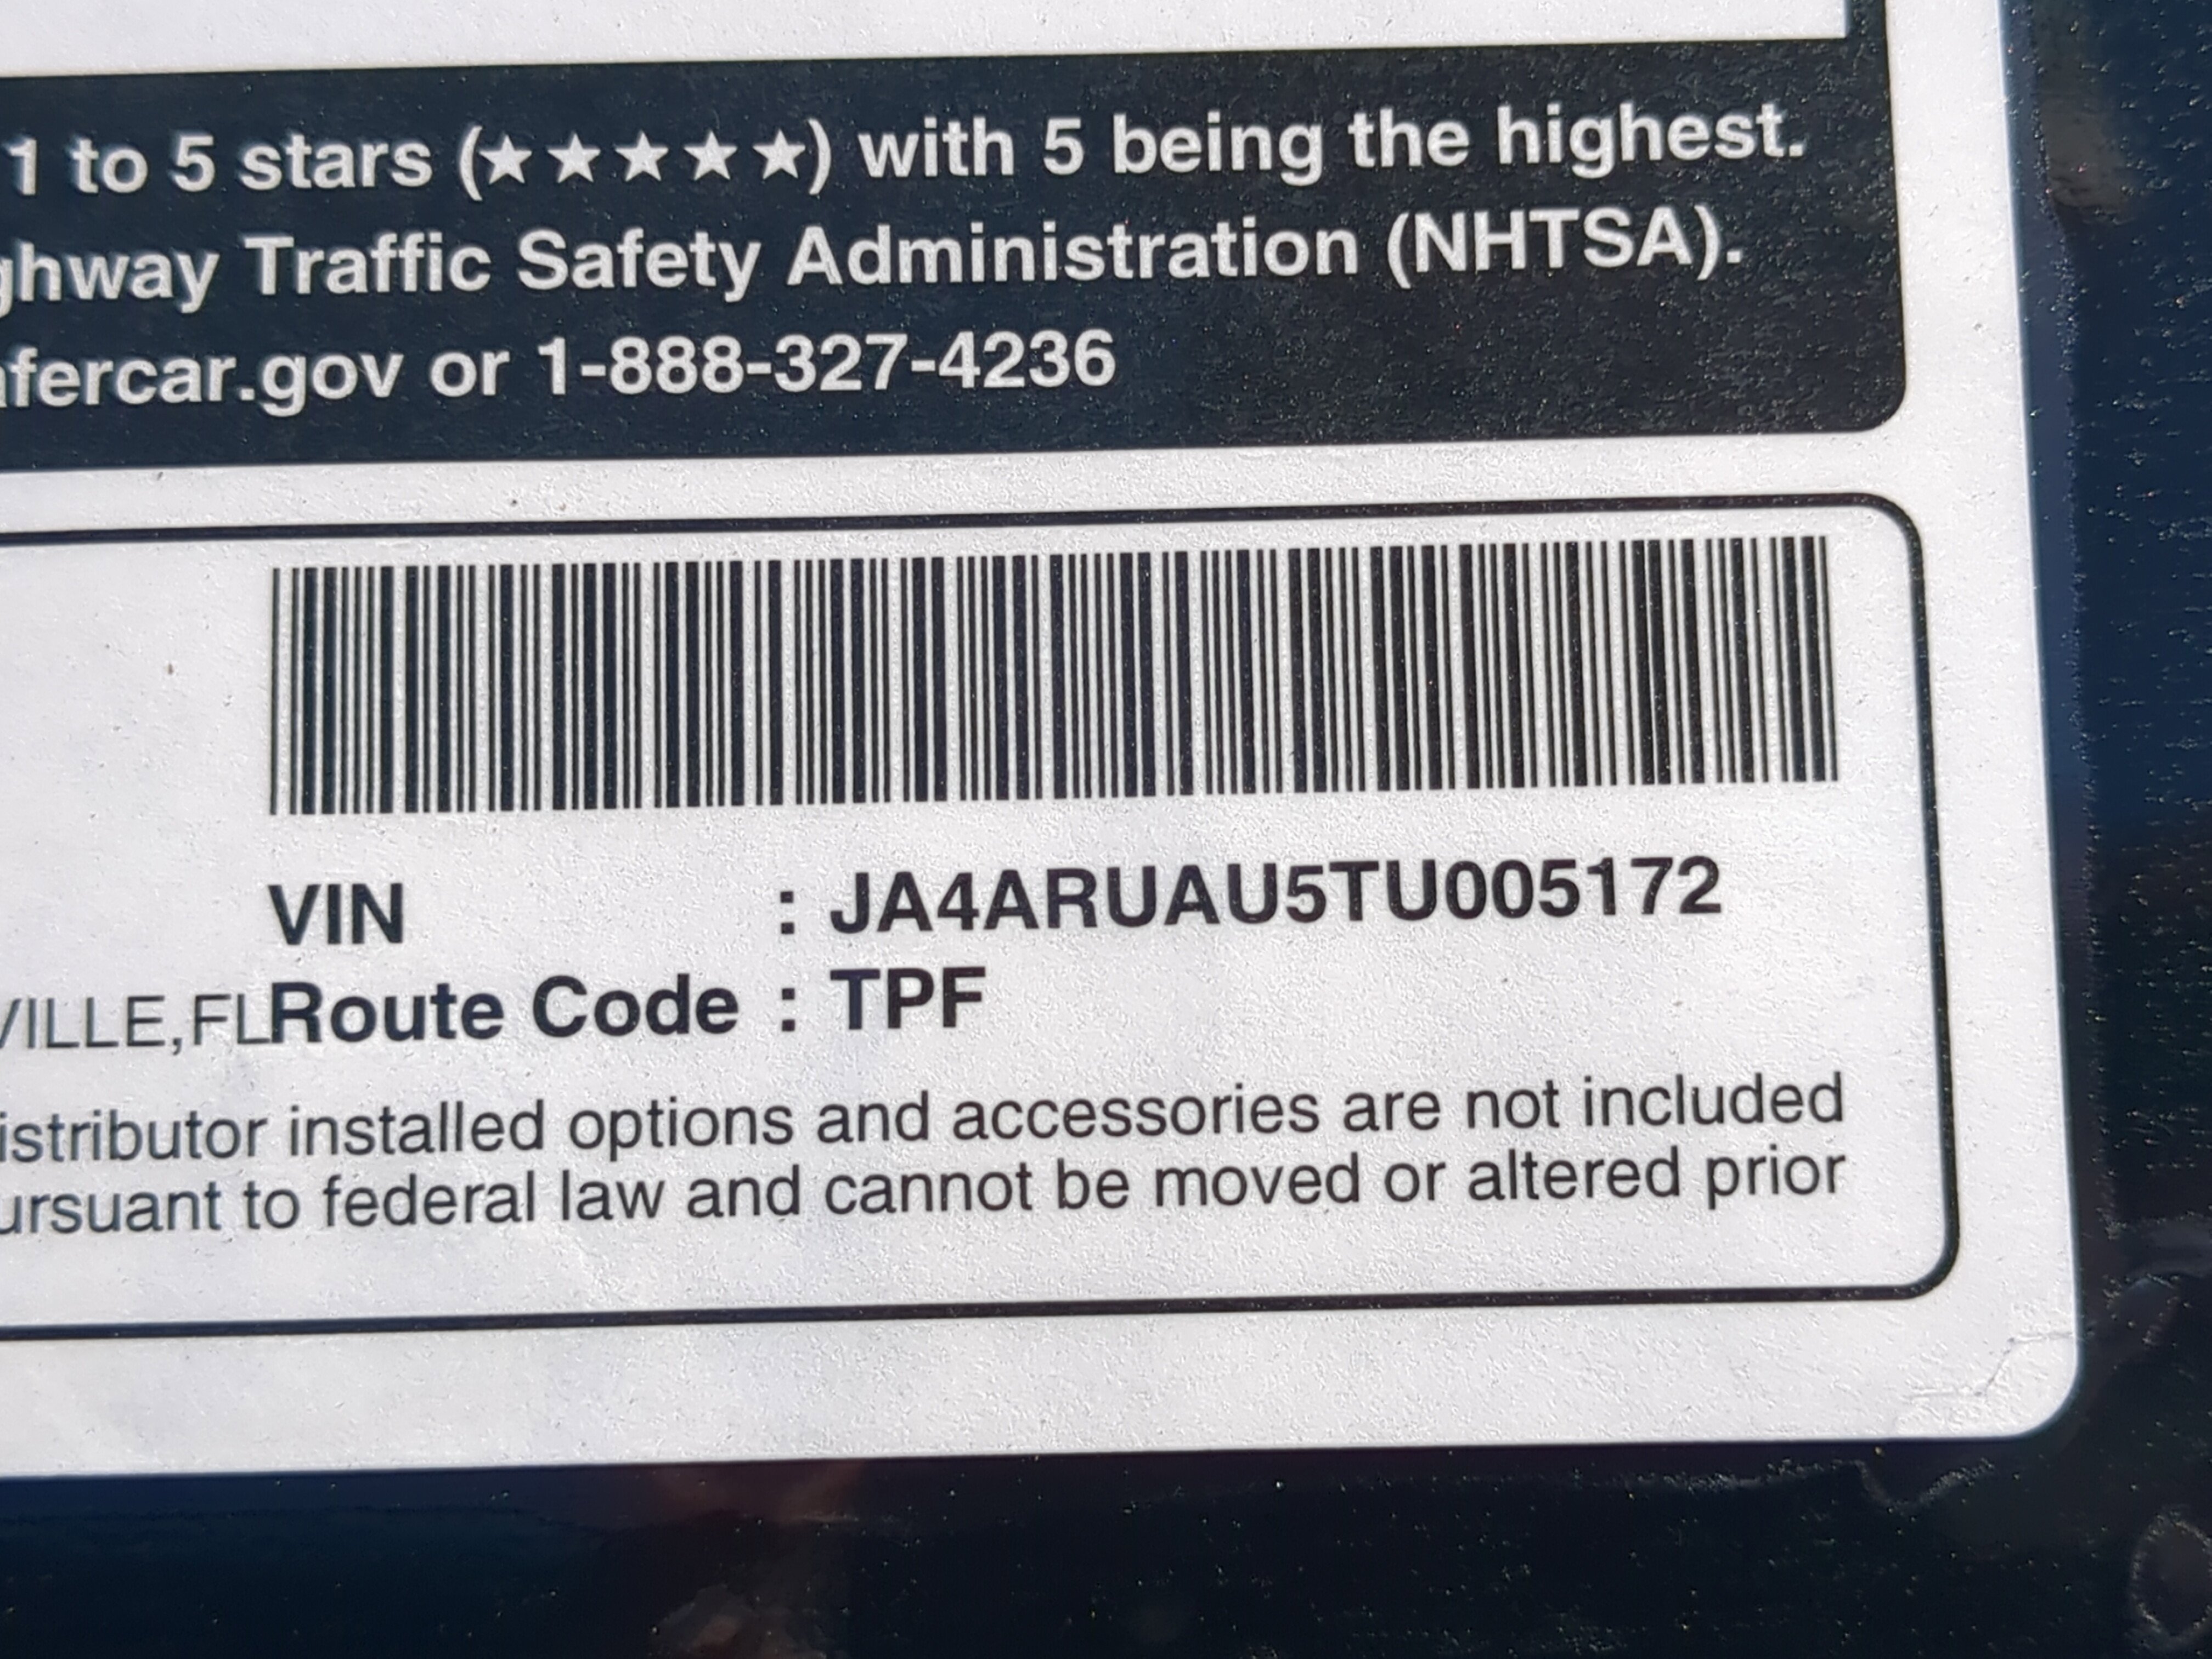 1 to 5 stars (★★★★★) with 5 being the highest.
ghway Traffic Safety Administration (NHTSA).
afercar.gov or 1-888-327-4236
VIN : JA4ARUAU5TU005172
VILLE,FL Route Code : TPF
istributor installed options and accessories are not included
ursuant to federal law and cannot be moved or altered prior